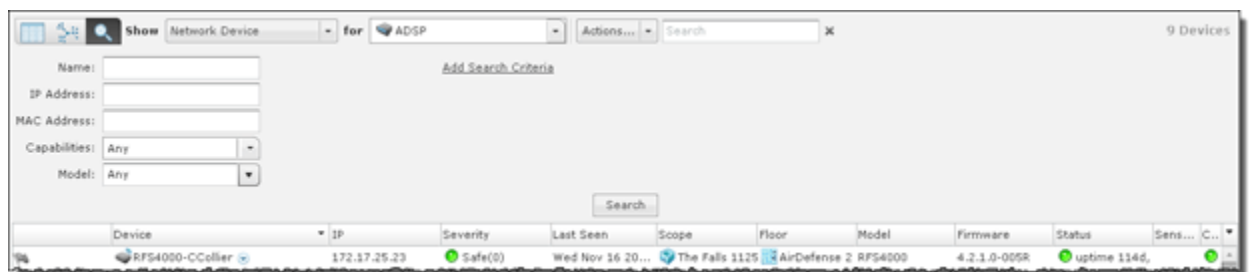 Show Network Device for ADSP Actions... Search 9 Devices
Name: Add Search Criteria
IP Address:
MAC Address:
Capabilities: Any
Model: Any
Search
Device IP Severity Last Seen Scope Floor Model Firmware Status Sens... C..
RFS4000-CCollier 172.17.25.23 Safe(0) Wed Nov 16 20... The Falls 1125 AirDefense 2 RFS4000 4.2.1.0-005R uptime 114d,